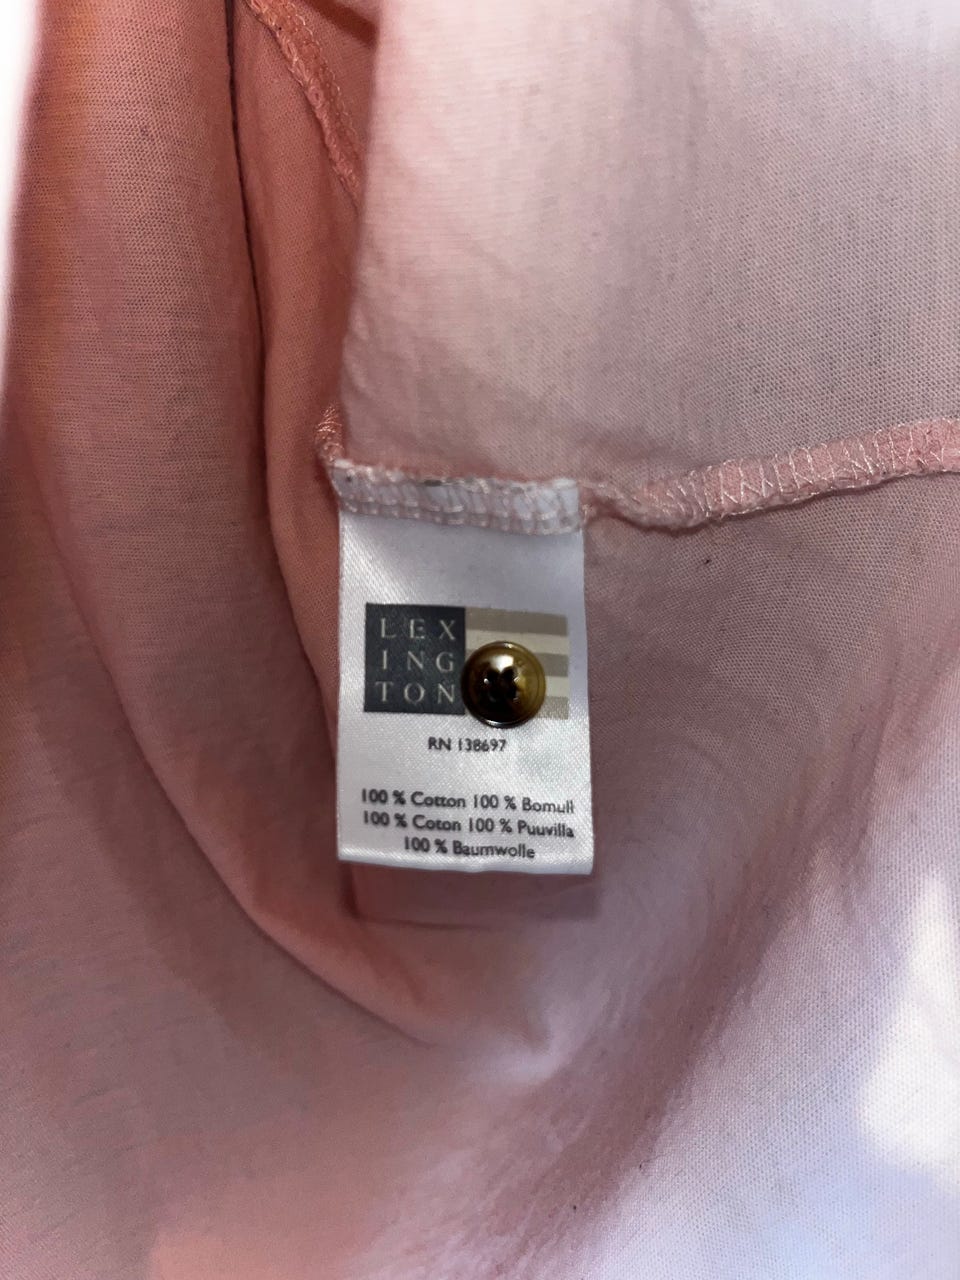 LEX
ING
TON
RN 138697
100 % Cotton 100 % Bomull
100 % Coton 100 % Puuvilla
100 % Baumwolle